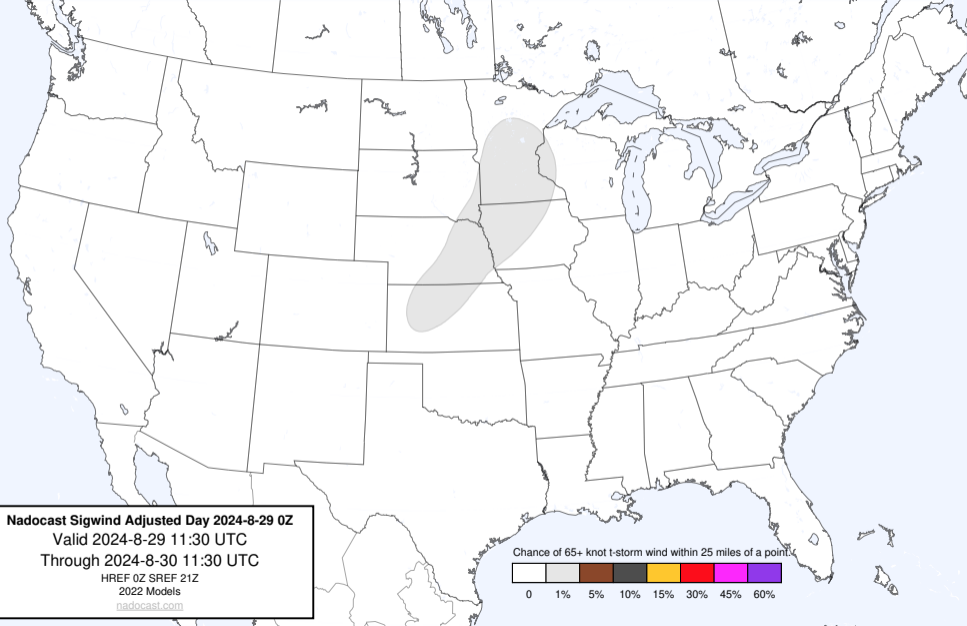 Nadocast Sigwind Adjusted Day 2024-8-29 0Z
Valid 2024-8-29 11:30 UTC
Through 2024-8-30 11:30 UTC
HREF 0Z SREF 21Z
2022 Models
nadocast.com
Chance of 65+ knot t-storm wind within 25 miles of a point.
0 1% 5% 10% 15% 30% 45% 60%